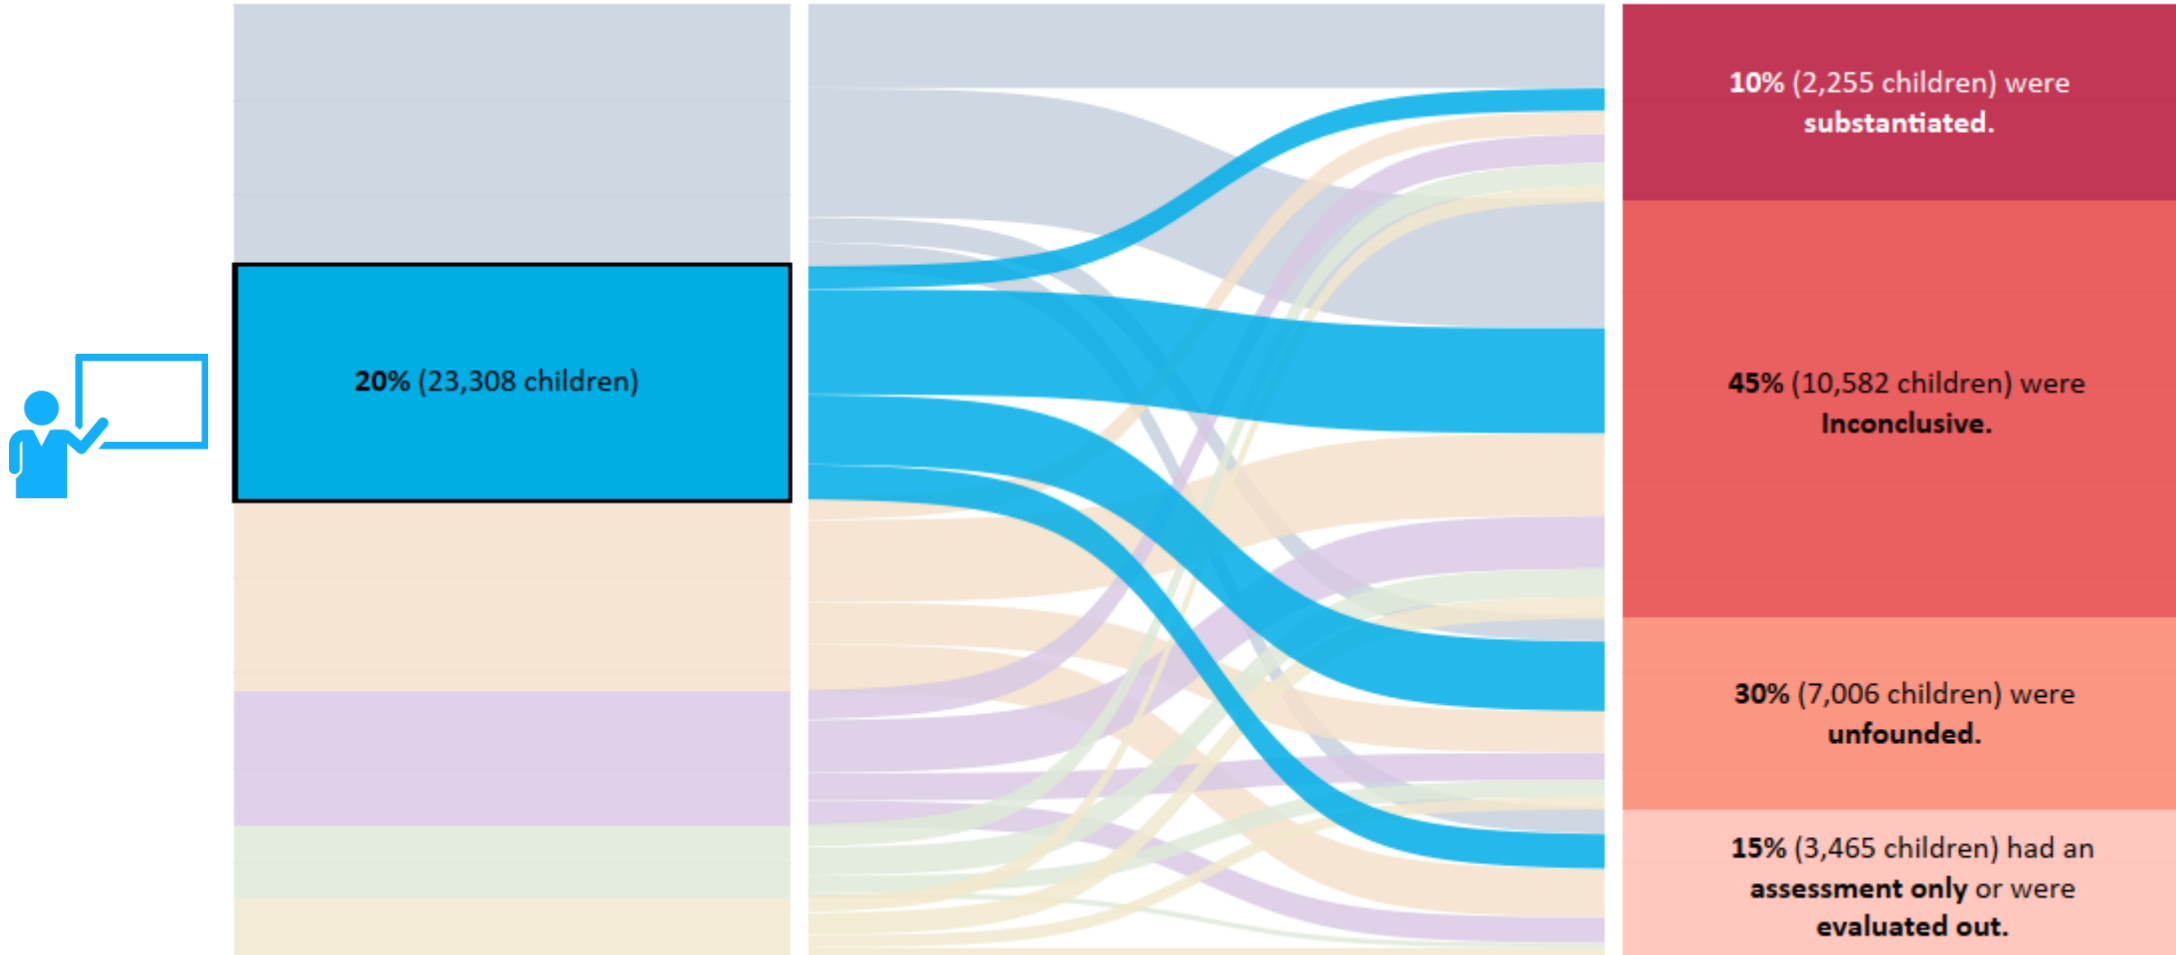 20% (23,308 children)
10% (2,255 children) were
substantiated.
45% (10,582 children) were
Inconclusive.
30% (7,006 children) were
unfounded.
15% (3,465 children) had an
assessment only or were
evaluated out.